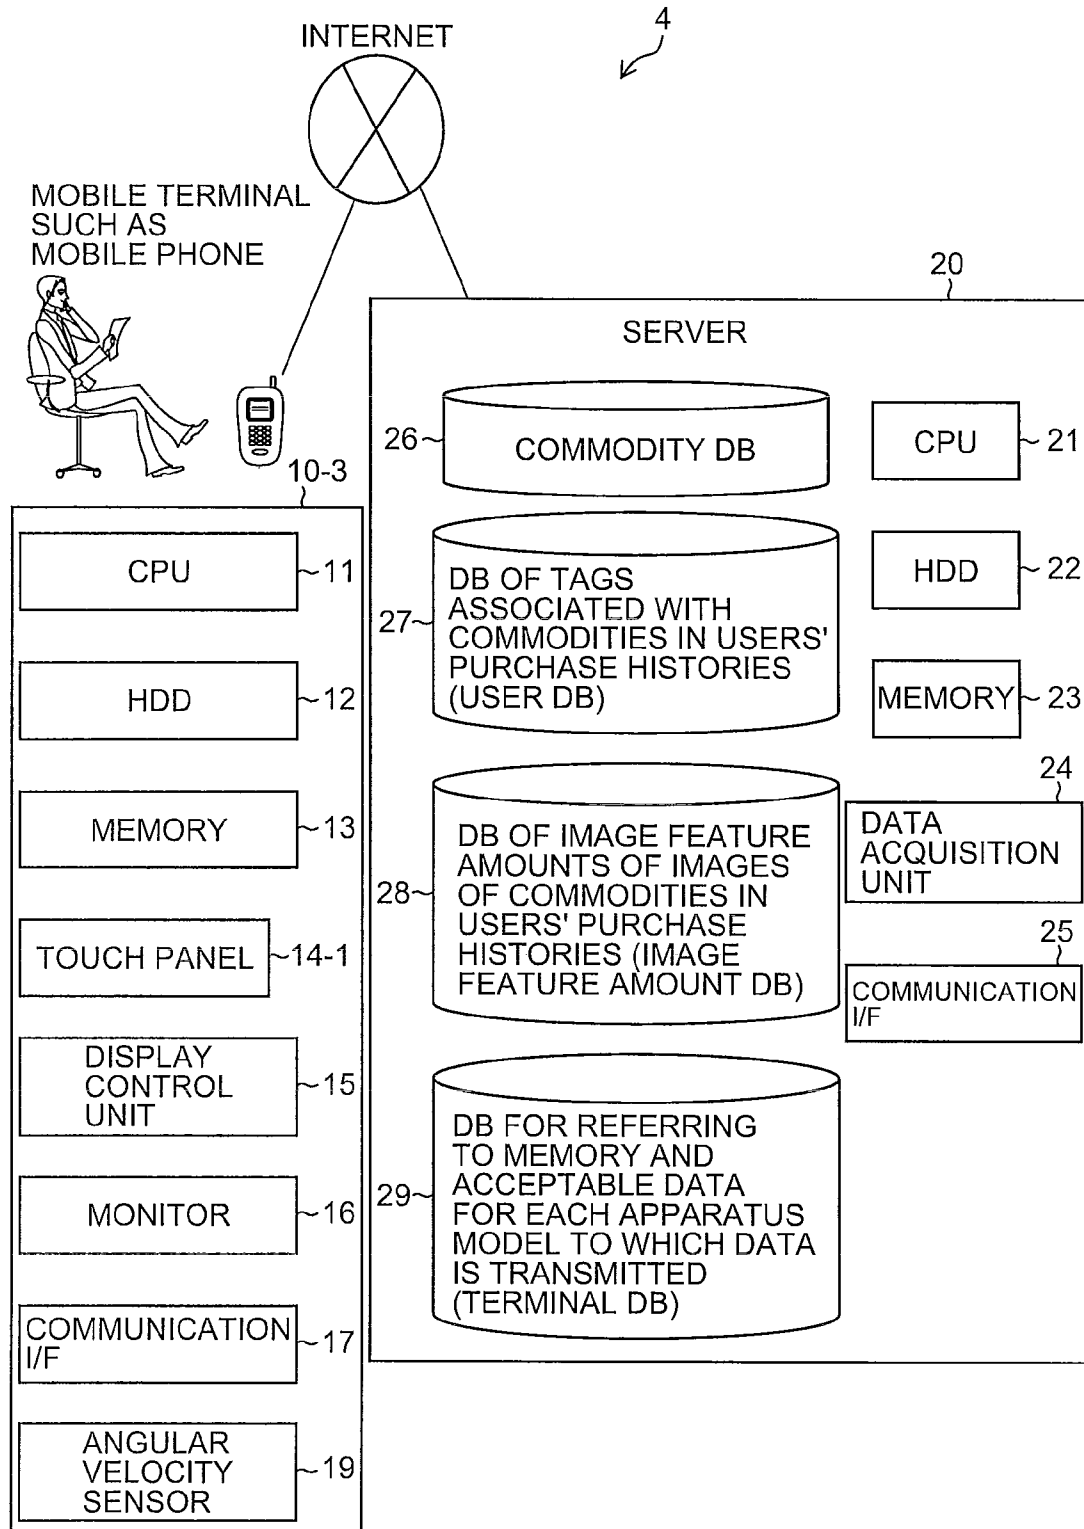 4
INTERNET
MOBILE TERMINAL
SUCH AS
MOBILE PHONE
10-3
CPU
11
HDD
12
MEMORY
13
TOUCH PANEL
14-1
DISPLAY
CONTROL
UNIT
15
MONITOR
16
COMMUNICATION
I/F
17
ANGULAR
VELOCITY
SENSOR
19
20
SERVER
26
COMMODITY DB
CPU
21
27
DB OF TAGS
ASSOCIATED WITH
COMMODITIES IN USERS'
PURCHASE HISTORIES
(USER DB)
HDD
22
MEMORY
23
28
DB OF IMAGE FEATURE
AMOUNTS OF IMAGES
OF COMMODITIES IN
USERS' PURCHASE
HISTORIES (IMAGE
FEATURE AMOUNT DB)
24
DATA
ACQUISITION
UNIT
25
COMMUNICATION
I/F
29
DB FOR REFERRING
TO MEMORY AND
ACCEPTABLE DATA
FOR EACH APPARATUS
MODEL TO WHICH DATA
IS TRANSMITTED
(TERMINAL DB)